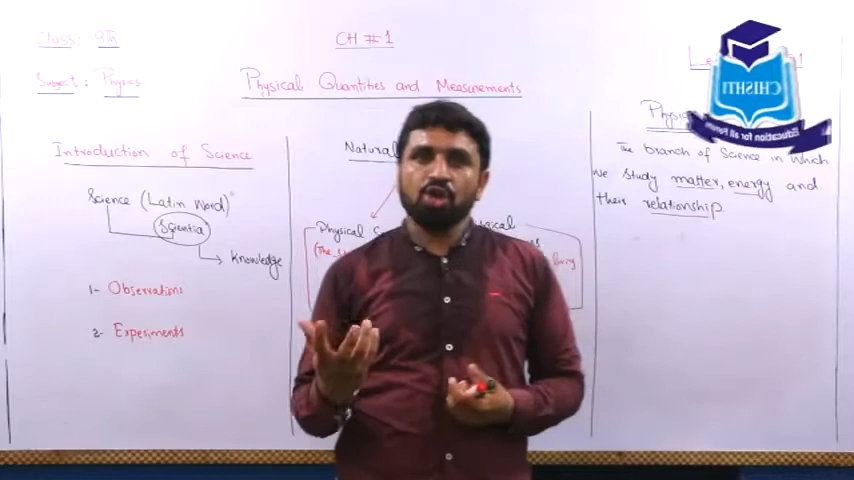 Class: 9th
CH # 1
Subject: Physics
Physical Quantities and Measurements
CHISHTI
Learning for all & Forever
Introduction of Science
Science (Latin Word)
Scientia
Knowledge
1- Observations
2- Experiments
Natural
Physical
The branch of Science in which
we study matter, energy and
their relationship.